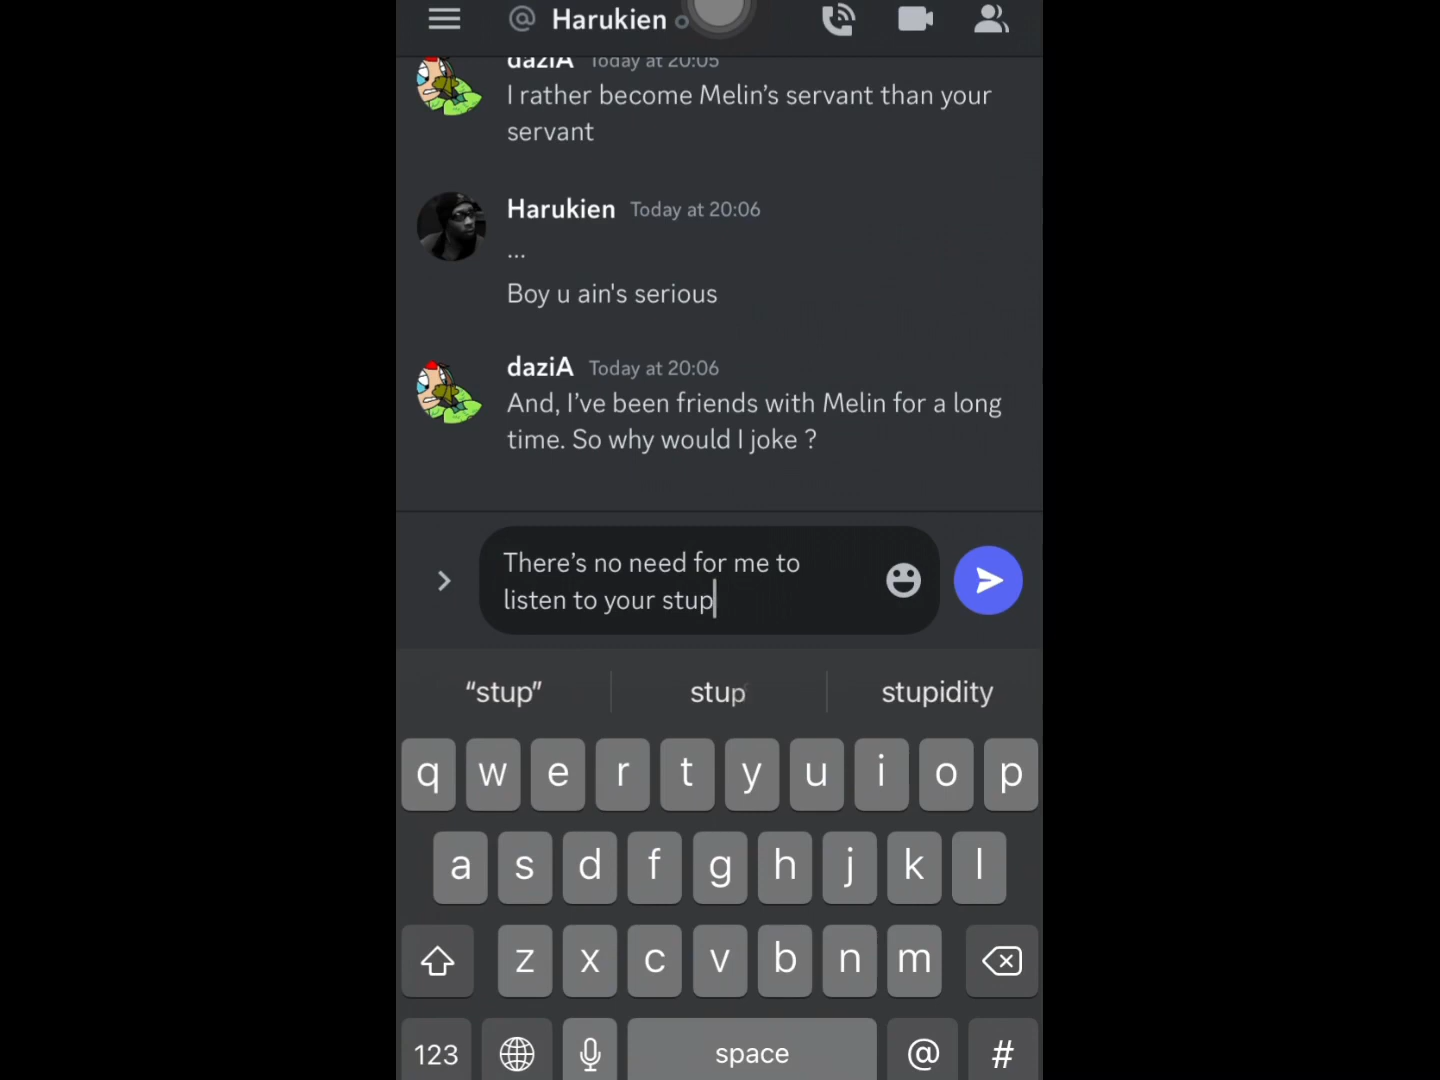 @ Harukien
daziA Today at 20:05
I rather become Melin’s servant than your
servant
Harukien Today at 20:06
...
Boy u ain's serious
daziA Today at 20:06
And, I’ve been friends with Melin for a long
time. So why would I joke ?
There’s no need for me to
listen to your stup
“stup” stup stupidity
q w e r t y u i o p
a s d f g h j k l
z x c v b n m
123 space @ #